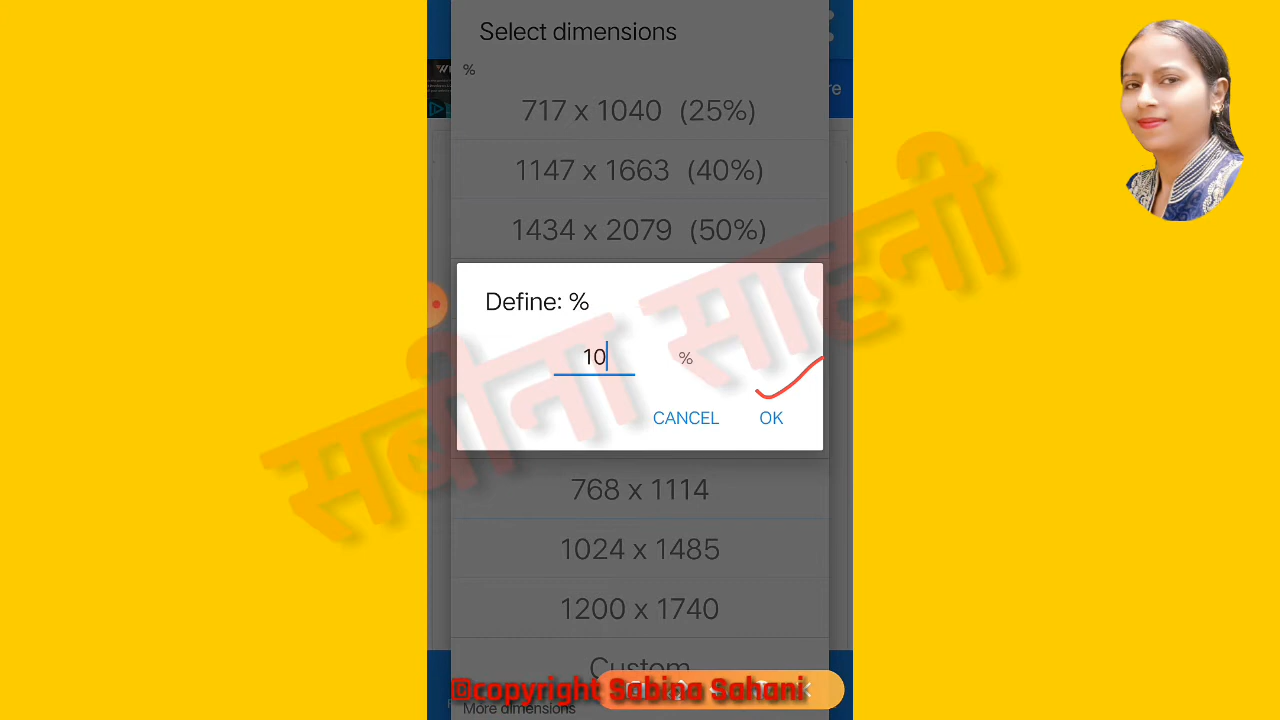 Select dimensions
%
717 x 1040 (25%)
1147 x 1663 (40%)
1434 x 2079 (50%)
Define: %
10 %
CANCEL OK
768 x 1114
1024 x 1485
1200 x 1740
Custom
More dimensions
re
सबीना साहनी
©copyright Sabina Sahani